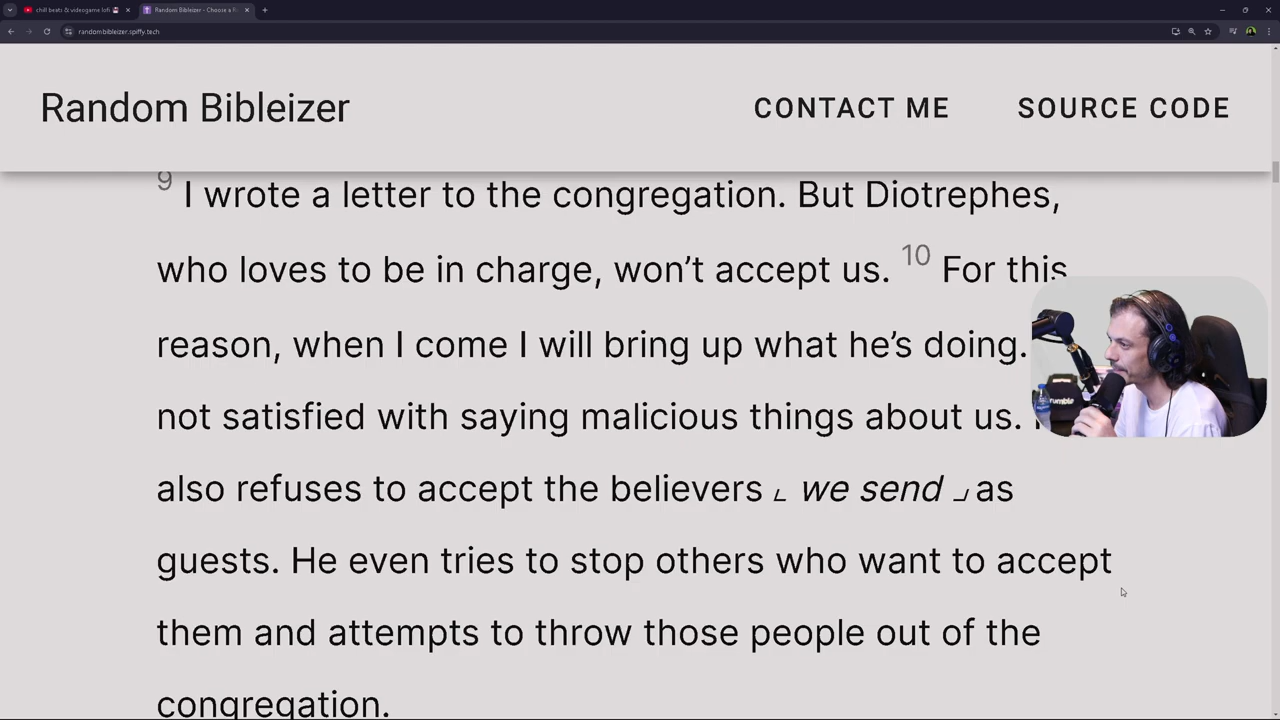 chill beats & videogame lofi
Random Bibleizer - Choose a R
randombibleizer.spiffy.tech
Random Bibleizer
CONTACT ME
SOURCE CODE
9 I wrote a letter to the congregation. But Diotrephes,
who loves to be in charge, won’t accept us. 10 For this
reason, when I come I will bring up what he’s doing.
not satisfied with saying malicious things about us.
also refuses to accept the believers ⌞ we send ⌟ as
guests. He even tries to stop others who want to accept
them and attempts to throw those people out of the
congregation.
rumble